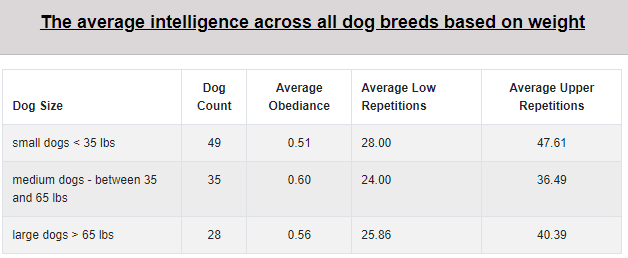 The average intelligence across all dog breeds based on weight
Dog Size
Dog
Count
Average
Obediance
Average Low
Repetitions
Average Upper
Repetitions
small dogs < 35 lbs 49 0.51 28.00 47.61
medium dogs - between 35
and 65 lbs
35 0.60 24.00 36.49
large dogs > 65 lbs 28 0.56 25.86 40.39